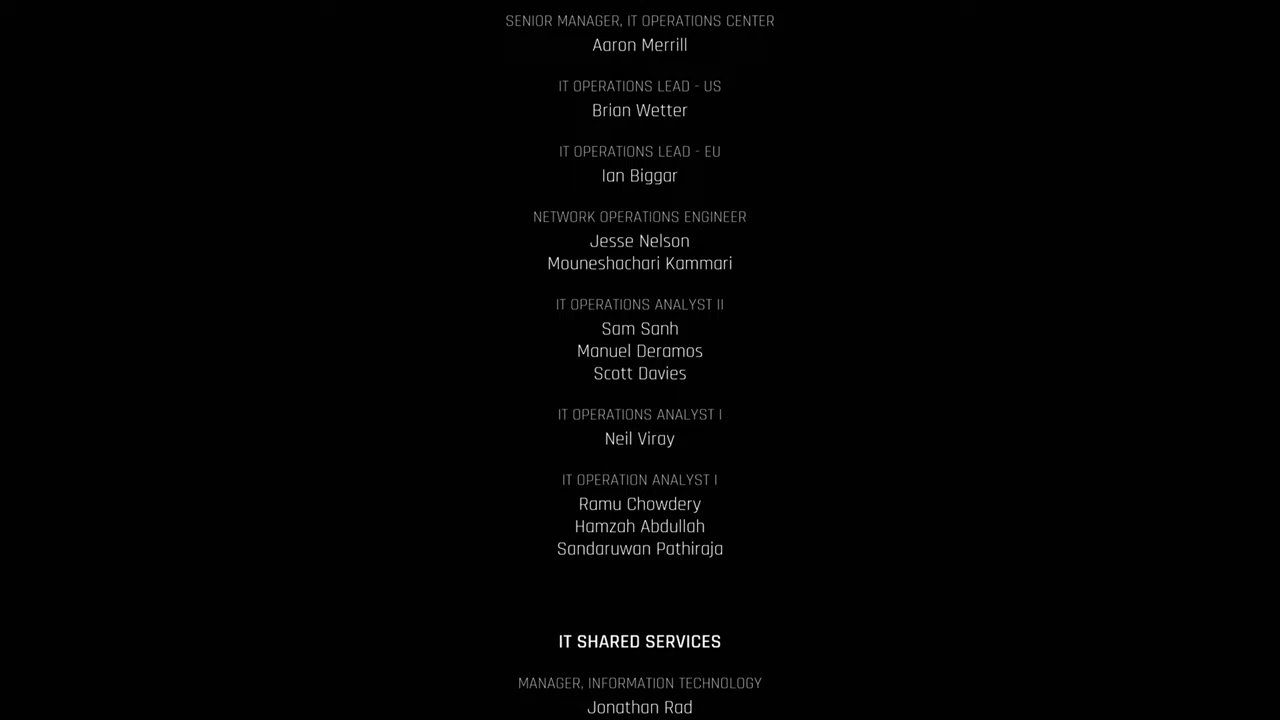 SENIOR MANAGER, IT OPERATIONS CENTER
Aaron Merrill
IT OPERATIONS LEAD - US
Brian Wetter
IT OPERATIONS LEAD - EU
Ian Biggar
NETWORK OPERATIONS ENGINEER
Jesse Nelson
Mouneshachari Kammari
IT OPERATIONS ANALYST II
Sam Sanh
Manuel Deramos
Scott Davies
IT OPERATIONS ANALYST I
Neil Viray
IT OPERATION ANALYST I
Ramu Chowdery
Hamzah Abdullah
Sandaruwan Pathiraja
IT SHARED SERVICES
MANAGER, INFORMATION TECHNOLOGY
Jonathan Rad